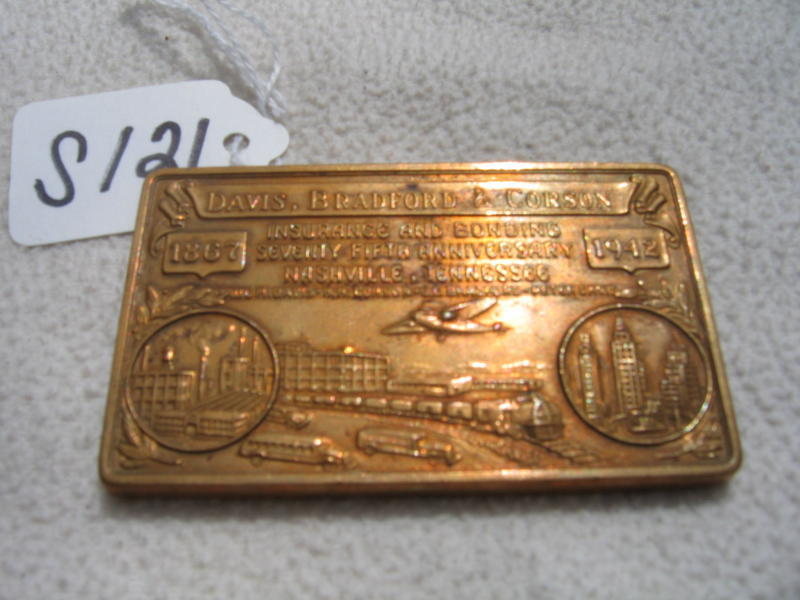 S121
DAVIS, BRADFORD & CORSON
INSURANCE AND BONDING
1867 SEVENTY FIFTH ANNIVERSARY 1942
NASHVILLE, TENNESSEE